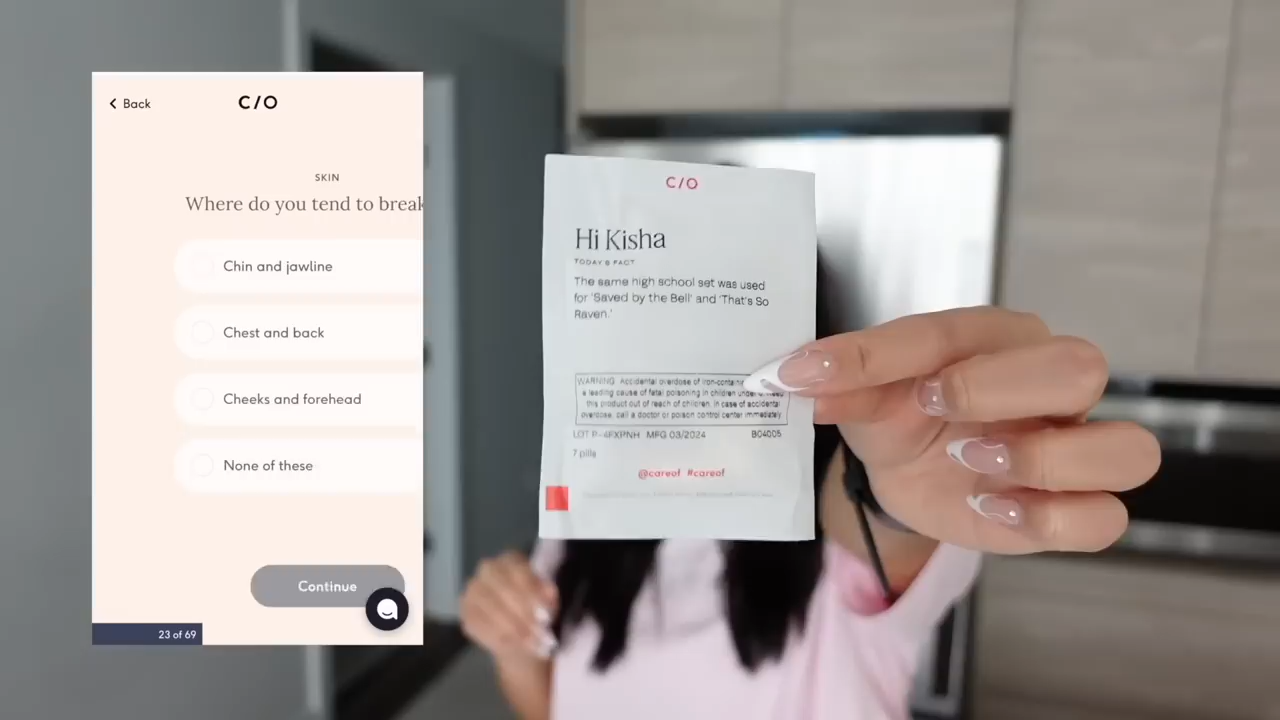 Back
C/O
SKIN
Where do you tend to break
Chin and jawline
Chest and back
Cheeks and forehead
None of these
Continue
23 of 69
C/O
Hi Kisha
TODAY'S FACT
The same high school set was used
for 'Saved by the Bell' and 'That's So
Raven.'
WARNING: Accidental overdose of iron-containing
a leading cause of fatal poisoning in children under
this product out of reach of children. In case of accidental
overdose, call a doctor or poison control center immediately
LOT P-4FXPNH MFG 03/2024 B04005
7 pills
@careof #careof